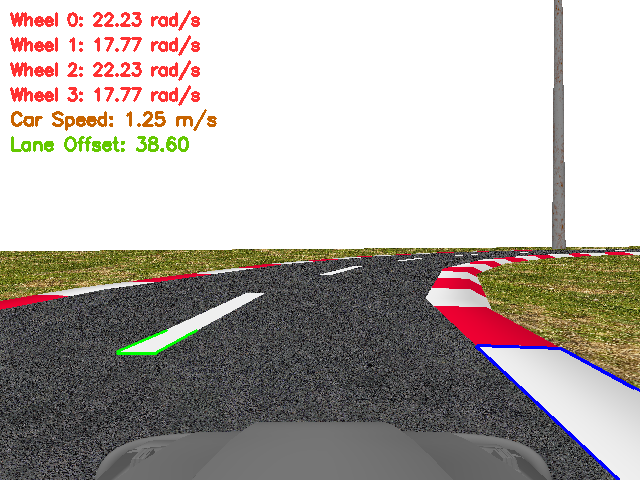 Wheel 0: 22.23 rad/s
Wheel 1: 17.77 rad/s
Wheel 2: 22.23 rad/s
Wheel 3: 17.77 rad/s
Car Speed: 1.25 m/s
Lane Offset: 38.60